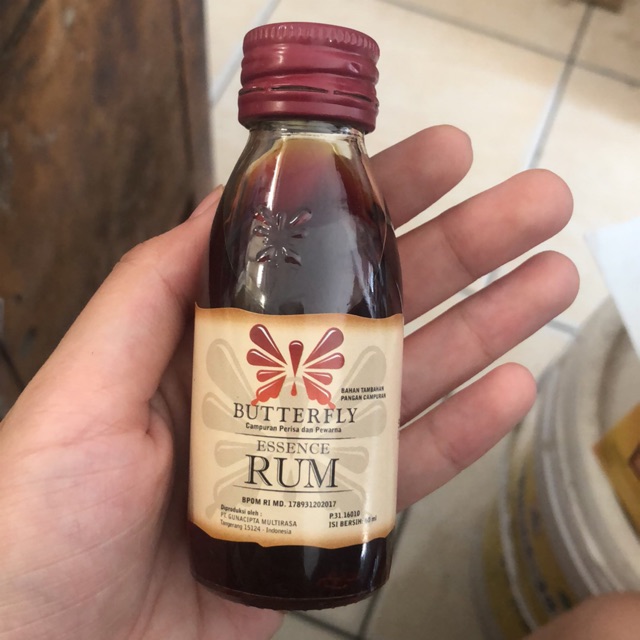 BUTTERFLY
BAHAN TAMBAHAN
PANGAN CAMPURAN
Campuran Perisa dan Pewarna
ESSENCE
RUM
BPOM RI MD. 178931202017
Diproduksi oleh :
PT. GUNACIPTA MULTIRASA
Tangerang 15124 - Indonesia
P.31.16010
ISI BERSIH: ml